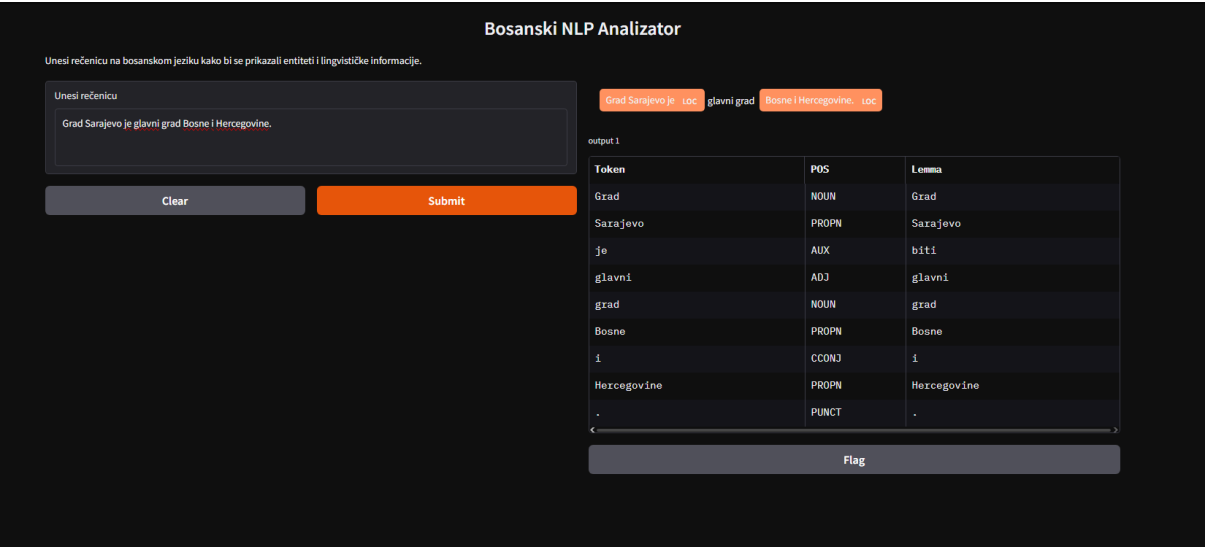 Bosanski NLP Analizator
Unesi rečenicu na bosanskom jeziku kako bi se prikazali entiteti i lingvističke informacije.
Unesi rečenicu
Grad Sarajevo je glavni grad Bosne i Hercegovine.
Clear Submit
Grad Sarajevo je LOC glavni grad Bosne i Hercegovine. LOC
output 1
Token POS Lemma
Grad NOUN Grad
Sarajevo PROPN Sarajevo
je AUX biti
glavni ADJ glavni
grad NOUN grad
Bosne PROPN Bosne
i CCONJ i
Hercegovine PROPN Hercegovine
. PUNCT .
Flag